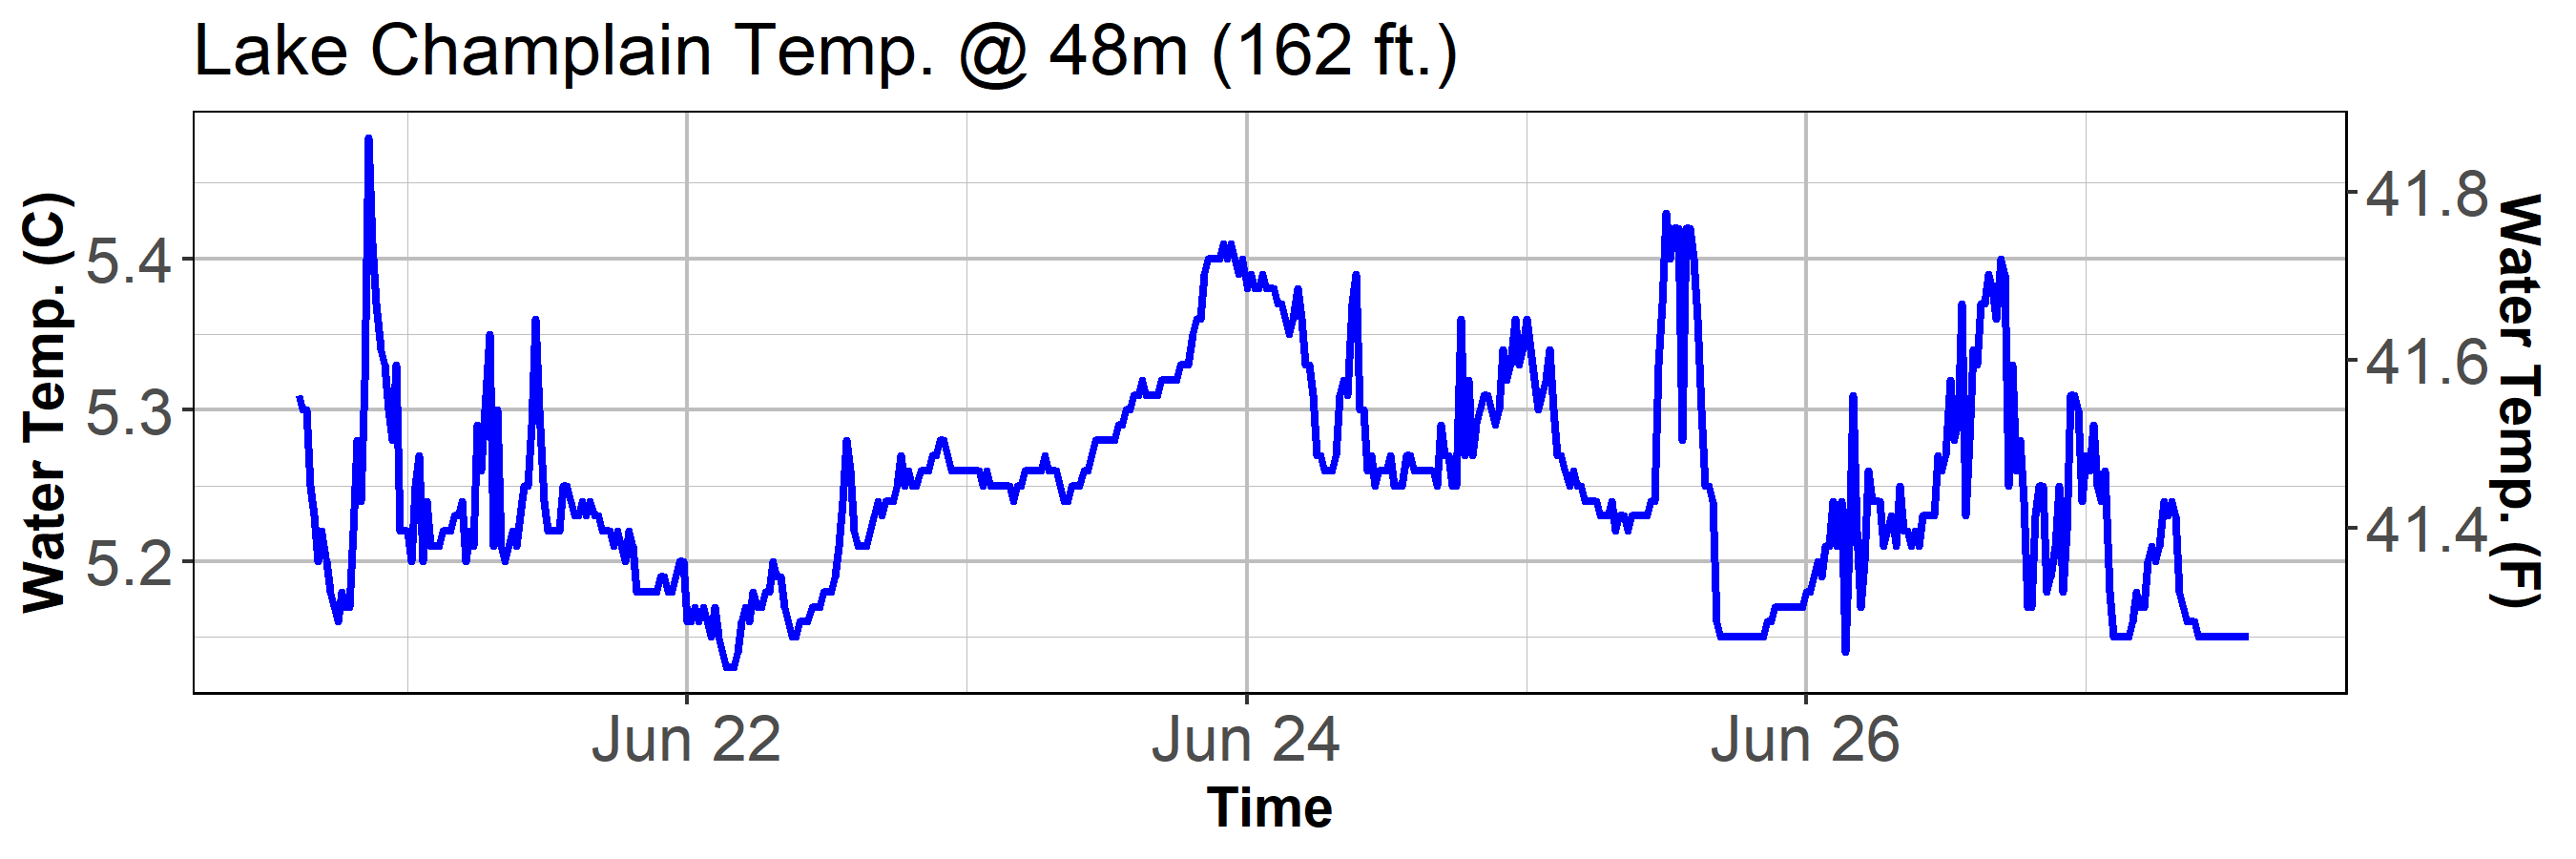 Lake Champlain Temp. @ 48m (162 ft.)
Water Temp. (C)
5.4
5.3
5.2
41.8
41.6
41.4
Water Temp. (F)
Jun 22 Jun 24 Jun 26
Time